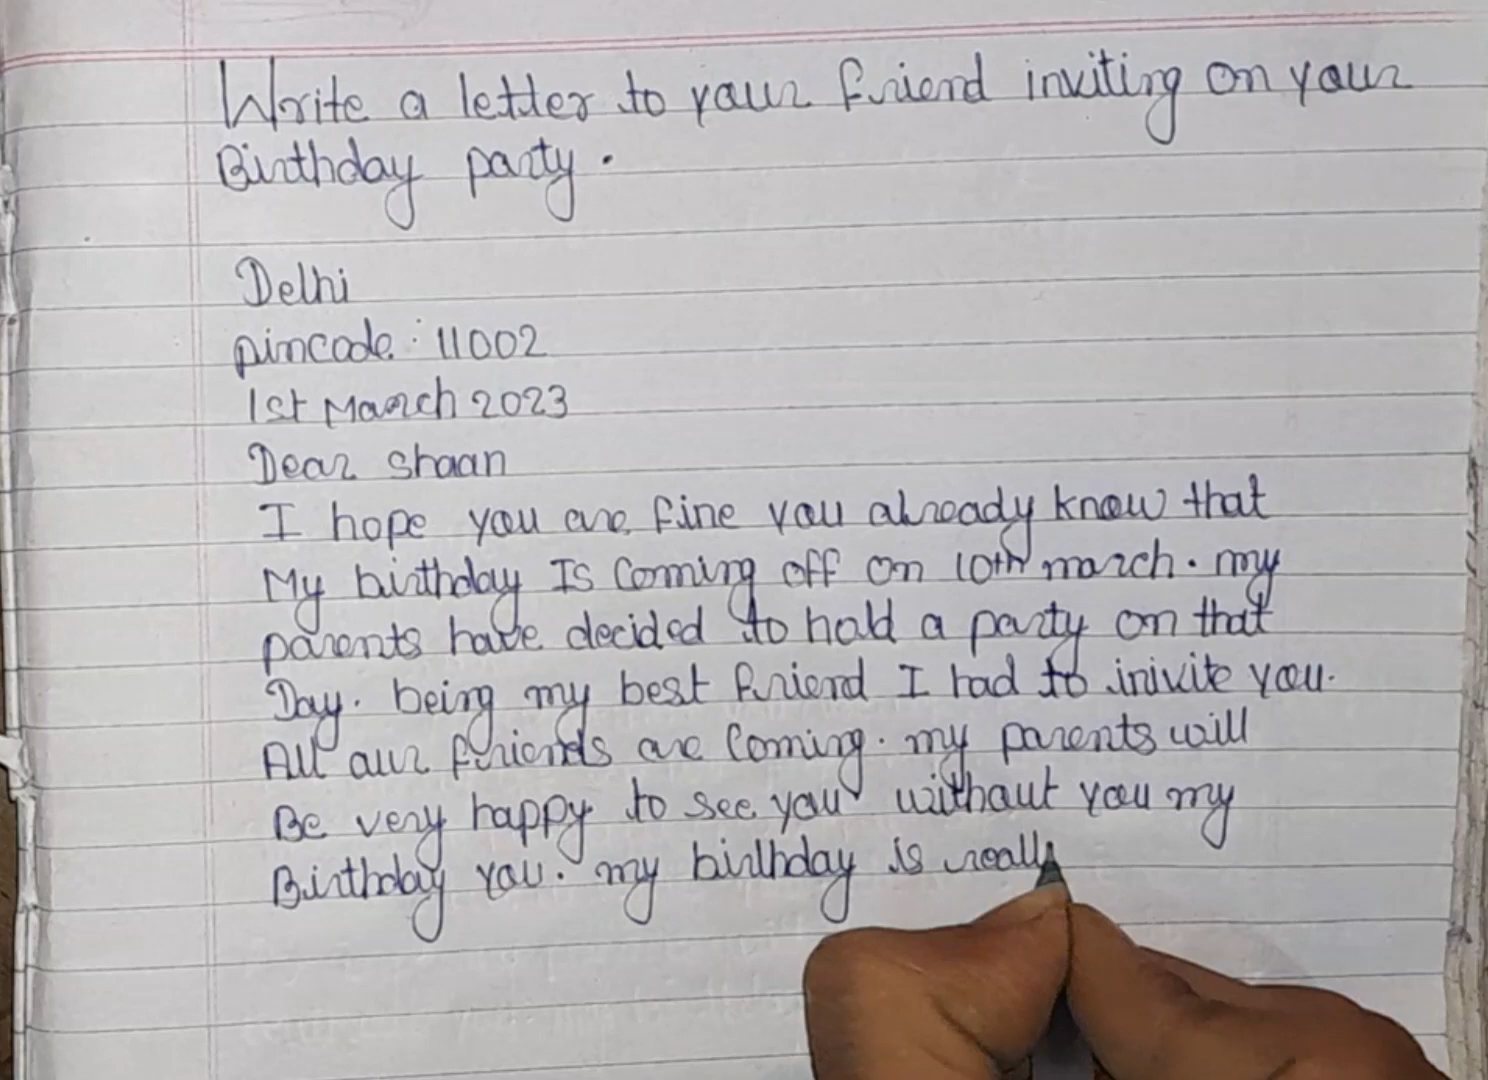 Write a letter to your friend inviting on your
Birthday party.
Delhi
pincode: 11002
1st March 2023
Dear shaan
I hope you are fine you already know that
My birthday Is Coming off on 10th march. my
parents have decided to hold a party on that
Day. being my best friend I had to inivite you.
All our friends are Coming. my parents will
Be very happy to see you without you my
Birthday you. my birthday is really